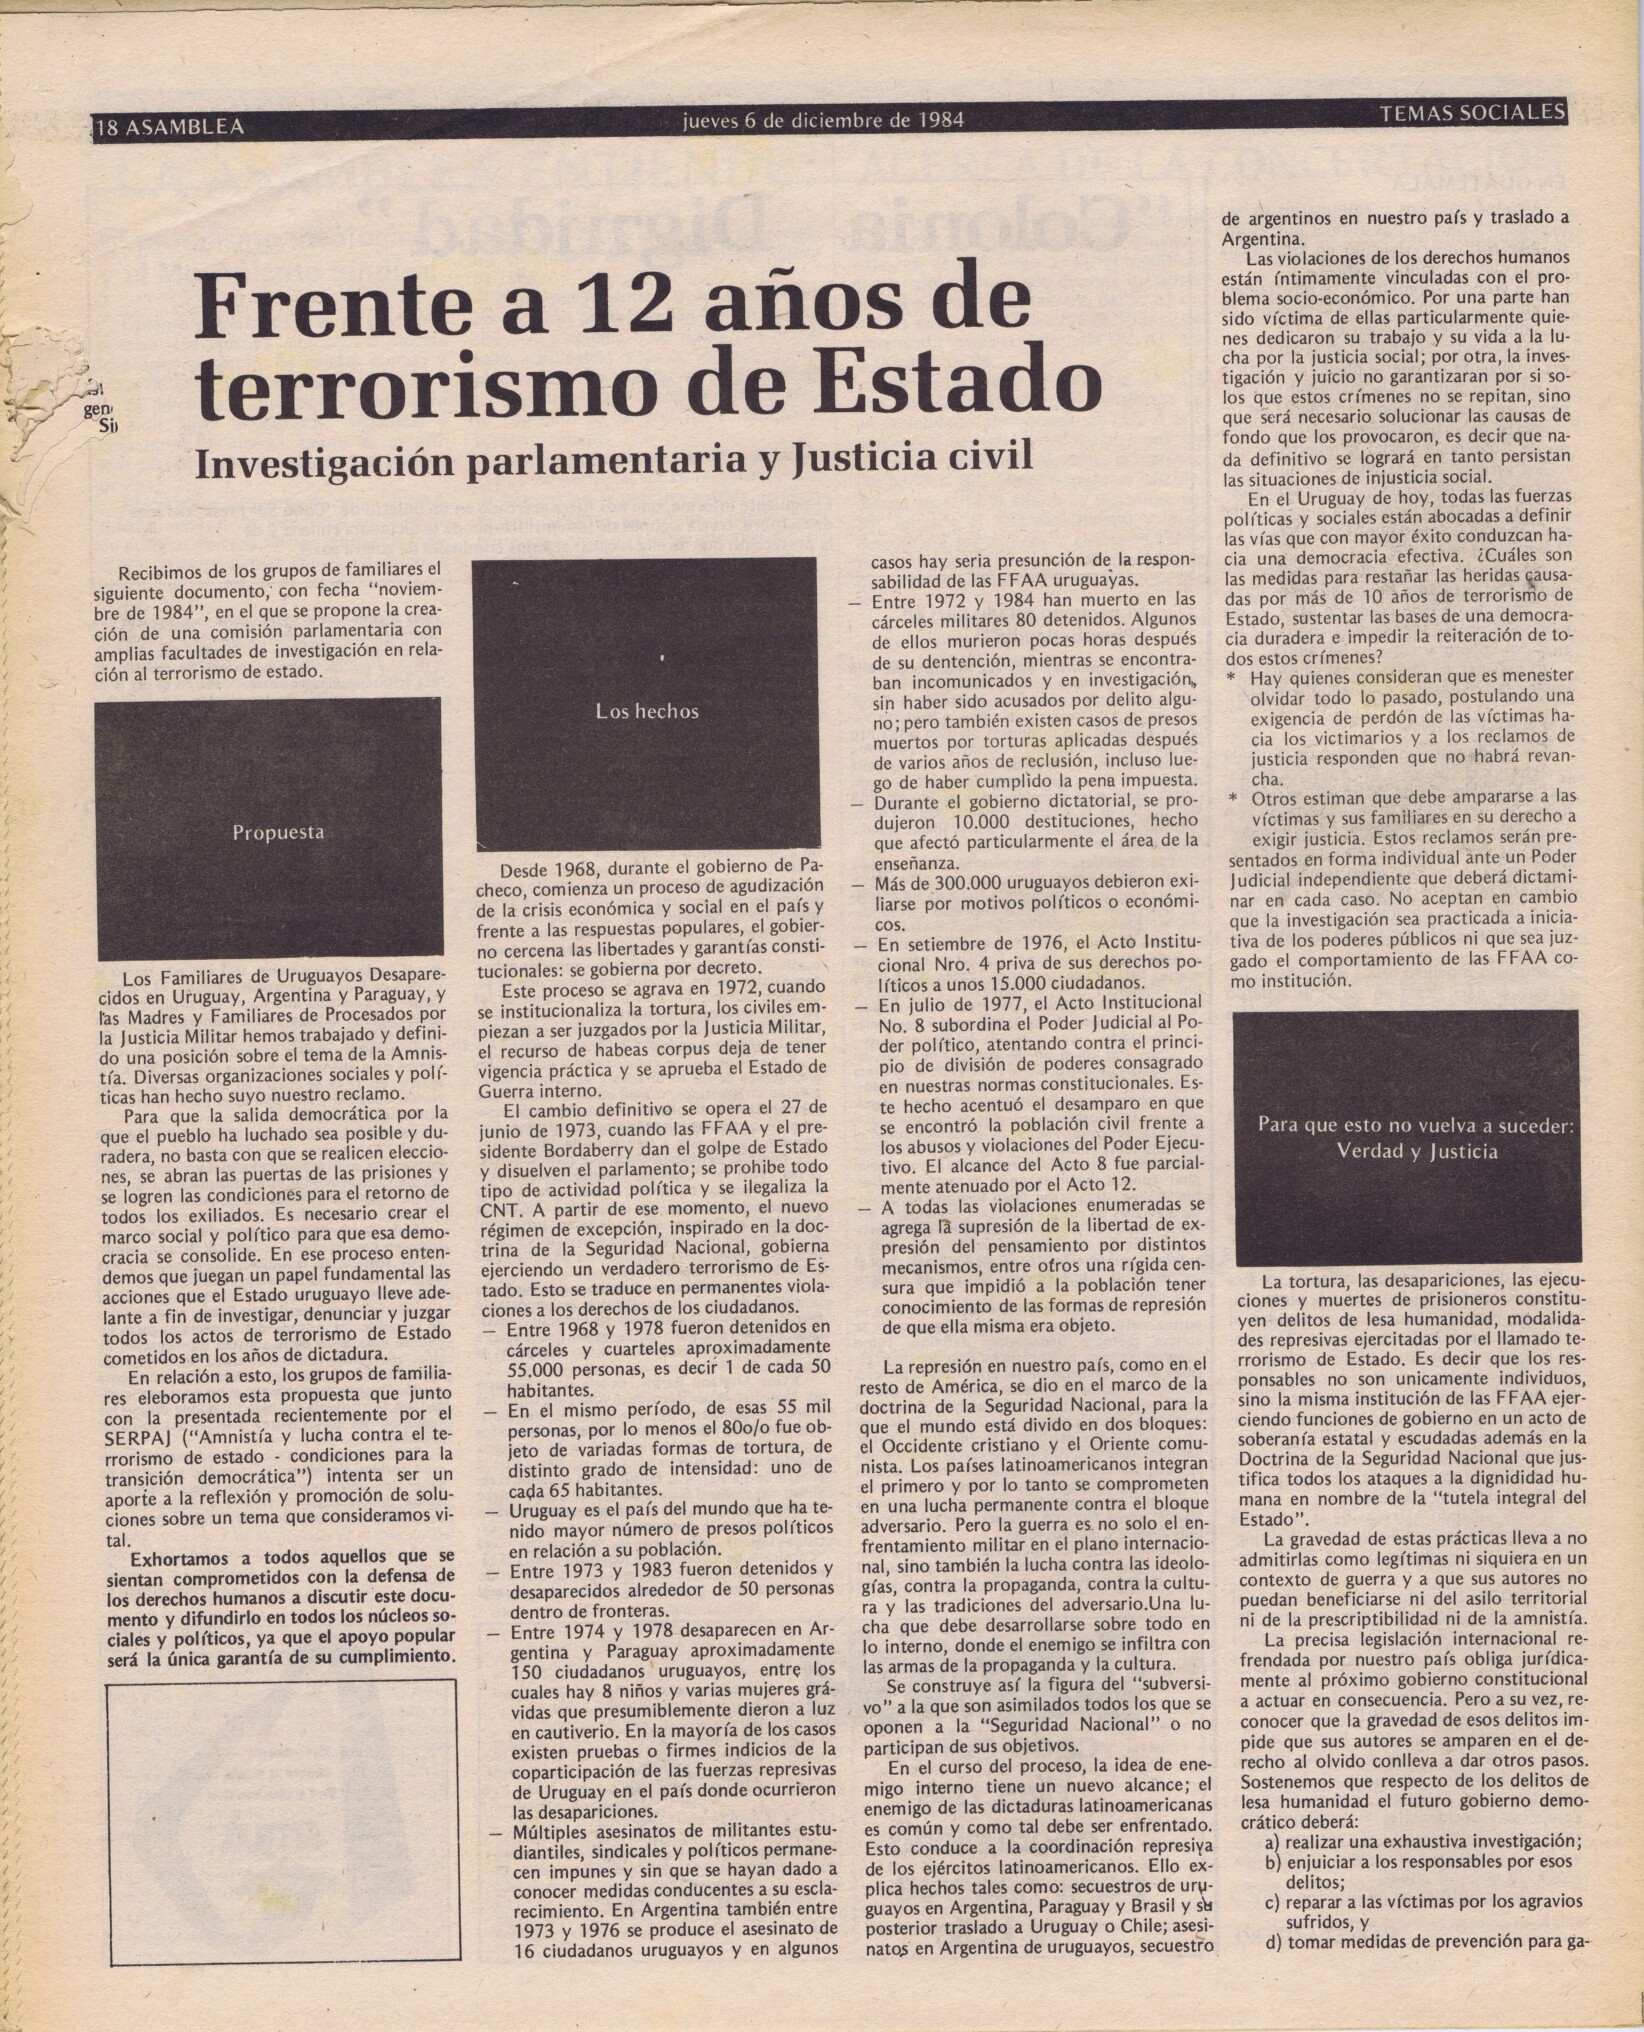 18 ASAMBLEA
jueves 6 de diciembre de 1984
TEMAS SOCIALES
Frente a 12 años de
terrorismo de Estado
Investigación parlamentaria y Justicia civil
gen
Si
Recibimos de los grupos de familiares el
siguiente documento, con fecha "noviem-
bre de 1984", en el que se propone la crea-
ción de una comisión parlamentaria con
amplias facultades de investigación en rela-
ción al terrorismo de estado.
Propuesta
Los Familiares de Uruguayos Desapare-
cidos en Uruguay, Argentina y Paraguay, y
las Madres y Familiares de Procesados por
la Justicia Militar hemos trabajado y defini-
do una posición sobre el tema de la Amnis-
tía. Diversas organizaciones sociales y polí-
ticas han hecho suyo nuestro reclamo.
Para que la salida democrática por la
que el pueblo ha luchado sea posible y du-
radera, no basta con que se realicen eleccio-
nes, se abran las puertas de las prisiones y
se logren las condiciones para el retorno de
todos los exiliados. Es necesario crear el
marco social y político para que esa demo-
cracia se consolide. En ese proceso enten-
demos que juegan un papel fundamental las
acciones que el Estado uruguayo lleve ade-
lante a fin de investigar, denunciar y juzgar
todos los actos de terrorismo de Estado
cometidos en los años de dictadura.
En relación a esto, los grupos de familia-
res eleboramos esta propuesta que junto
con la presentada recientemente por el
SERPAJ ("Amnistía y lucha contra el te-
rrorismo de estado - condiciones para la
transición democrática") intenta ser un
aporte a la reflexión y promoción de solu-
ciones sobre un tema que consideramos vi-
tal.
Exhortamos a todos aquellos que se
sientan comprometidos con la defensa de
los derechos humanos a discutir este docu-
mento y difundirlo en todos los núcleos so-
ciales y políticos, ya que el apoyo popular
será la única garantía de su cumplimiento.
Los hechos
Desde 1968, durante el gobierno de Pa-
checo, comienza un proceso de agudización
de la crisis económica y social en el país y
frente a las respuestas populares, el gobier-
no cercena las libertades y garantías consti-
tucionales: se gobierna por decreto.
Este proceso se agrava en 1972, cuando
se institucionaliza la tortura, los civiles em-
piezan a ser juzgados por la Justicia Militar,
el recurso de habeas corpus deja de tener
vigencia práctica y se aprueba el Estado de
Guerra interno.
El cambio definitivo se opera el 27 de
junio de 1973, cuando las FFAA y el pre-
sidente Bordaberry dan el golpe de Estado
y disuelven el parlamento; se prohibe todo
tipo de actividad política y se ilegaliza la
CNT. A partir de ese momento, el nuevo
régimen de excepción, inspirado en la doc-
trina de la Seguridad Nacional, gobierna
ejerciendo un verdadero terrorismo de Es-
tado. Esto se traduce en permanentes viola-
ciones a los derechos de los ciudadanos.
— Entre 1968 y 1978 fueron detenidos en
cárceles y cuarteles aproximadamente
55.000 personas, es decir 1 de cada 50
habitantes.
— En el mismo período, de esas 55 mil
personas, por lo menos el 80o/o fue ob-
jeto de variadas formas de tortura, de
distinto grado de intensidad: uno de
cada 65 habitantes.
— Uruguay es el país del mundo que ha te-
nido mayor número de presos políticos
en relación a su población.
— Entre 1973 y 1983 fueron detenidos y
desaparecidos alrededor de 50 personas
dentro de fronteras.
— Entre 1974 y 1978 desaparecen en Ar-
gentina y Paraguay aproximadamente
150 ciudadanos uruguayos, entre los
cuales hay 8 niños y varias mujeres grá-
vidas que presumiblemente dieron a luz
en cautiverio. En la mayoría de los casos
existen pruebas o firmes indicios de la
coparticipación de las fuerzas represivas
de Uruguay en el país donde ocurrieron
las desapariciones.
— Múltiples asesinatos de militantes estu-
diantiles, sindicales y políticos permane-
cen impunes y sin que se hayan dado a
conocer medidas conducentes a su escla-
recimiento. En Argentina también entre
1973 y 1976 se produce el asesinato de
16 ciudadanos uruguayos y en algunos
casos hay seria presunción de la respon-
sabilidad de las FFAA uruguayas.
— Entre 1972 y 1984 han muerto en las
cárceles militares 80 detenidos. Algunos
de ellos murieron pocas horas después
de su dentención, mientras se encontra-
ban incomunicados y en investigación,
sin haber sido acusados por delito algu-
no; pero también existen casos de presos
muertos por torturas aplicadas después
de varios años de reclusión, incluso lue-
go de haber cumplido la pena impuesta.
— Durante el gobierno dictatorial, se pro-
dujeron 10.000 destituciones, hecho
que afectó particularmente el área de la
enseñanza.
— Más de 300.000 uruguayos debieron exi-
liarse por motivos políticos o económi-
cos.
— En setiembre de 1976, el Acto Institu-
cional Nro. 4 priva de sus derechos po-
líticos a unos 15.000 ciudadanos.
— En julio de 1977, el Acto Institucional
No. 8 subordina el Poder Judicial al Po-
der político, atentando contra el princi-
pio de división de poderes consagrado
en nuestras normas constitucionales. Es-
te hecho acentuó el desamparo en que
se encontró la población civil frente a
los abusos y violaciones del Poder Ejecu-
tivo. El alcance del Acto 8 fue parcial-
mente atenuado por el Acto 12.
— A todas las violaciones enumeradas se
agrega la supresión de la libertad de ex-
presión del pensamiento por distintos
mecanismos, entre otros una rígida cen-
sura que impidió a la población tener
conocimiento de las formas de represión
de que ella misma era objeto.
La represión en nuestro país, como en el
resto de América, se dio en el marco de la
doctrina de la Seguridad Nacional, para la
que el mundo está divido en dos bloques:
el Occidente cristiano y el Oriente comu-
nista. Los países latinoamericanos integran
el primero y por lo tanto se comprometen
en una lucha permanente contra el bloque
adversario. Pero la guerra es no solo el en-
frentamiento militar en el plano internacio-
nal, sino también la lucha contra las ideolo-
gías, contra la propaganda, contra la cultu-
ra y las tradiciones del adversario.Una lu-
cha que debe desarrollarse sobre todo en
lo interno, donde el enemigo se infiltra con
las armas de la propaganda y la cultura.
Se construye así la figura del "subversi-
vo" a la que son asimilados todos los que se
oponen a la "Seguridad Nacional" o no
participan de sus objetivos.
En el curso del proceso, la idea de ene-
migo interno tiene un nuevo alcance; el
enemigo de las dictaduras latinoamericanas
es común y como tal debe ser enfrentado.
Esto conduce a la coordinación represiva
de los ejércitos latinoamericanos. Ello ex-
plica hechos tales como: secuestros de uru-
guayos en Argentina, Paraguay y Brasil y su
posterior traslado a Uruguay o Chile; asesi-
natos en Argentina de uruguayos, secuestro
de argentinos en nuestro país y traslado a
Argentina.
Las violaciones de los derechos humanos
están íntimamente vinculadas con el pro-
blema socio-económico. Por una parte han
sido víctima de ellas particularmente quie-
nes dedicaron su trabajo y su vida a la lu-
cha por la justicia social; por otra, la inves-
tigación y juicio no garantizaran por si so-
los que estos crímenes no se repitan, sino
que será necesario solucionar las causas de
fondo que los provocaron, es decir que na-
da definitivo se logrará en tanto persistan
las situaciones de injusticia social.
En el Uruguay de hoy, todas las fuerzas
políticas y sociales están abocadas a definir
las vías que con mayor éxito conduzcan ha-
cia una democracia efectiva. ¿Cuáles son
las medidas para restañar las heridas causa-
das por más de 10 años de terrorismo de
Estado, sustentar las bases de una democra-
cia duradera e impedir la reiteración de to-
dos estos crímenes?
* Hay quienes consideran que es menester
olvidar todo lo pasado, postulando una
exigencia de perdón de las víctimas ha-
cia los victimarios y a los reclamos de
justicia responden que no habrá revan-
cha.
* Otros estiman que debe ampararse a las
víctimas y sus familiares en su derecho a
exigir justicia. Estos reclamos serán pre-
sentados en forma individual ante un Poder
Judicial independiente que deberá dictami-
nar en cada caso. No aceptan en cambio
que la investigación sea practicada a inicia-
tiva de los poderes públicos ni que sea juz-
gado el comportamiento de las FFAA co-
mo institución.
Para que esto no vuelva a suceder:
Verdad y Justicia
La tortura, las desapariciones, las ejecu-
ciones y muertes de prisioneros constitu-
yen delitos de lesa humanidad, modalida-
des represivas ejercitadas por el llamado te-
rrorismo de Estado. Es decir que los res-
ponsables no son unicamente individuos,
sino la misma institución de las FFAA ejer-
ciendo funciones de gobierno en un acto de
soberanía estatal y escudadas además en la
Doctrina de la Seguridad Nacional que jus-
tifica todos los ataques a la dignididad hu-
mana en nombre de la "tutela integral del
Estado".
La gravedad de estas prácticas lleva a no
admitirlas como legítimas ni siquiera en un
contexto de guerra y a que sus autores no
puedan beneficiarse ni del asilo territorial
ni de la prescriptibilidad ni de la amnistía.
La precisa legislación internacional re-
frendada por nuestro país obliga jurídica-
mente al próximo gobierno constitucional
a actuar en consecuencia. Pero a su vez, re-
conocer que la gravedad de esos delitos im-
pide que sus autores se amparen en el de-
recho al olvido conlleva a dar otros pasos.
Sostenemos que respecto de los delitos de
lesa humanidad el futuro gobierno demo-
crático deberá:
a) realizar una exhaustiva investigación;
b) enjuiciar a los responsables por esos
delitos;
c) reparar a las víctimas por los agravios
sufridos, y
d) tomar medidas de prevención para ga-